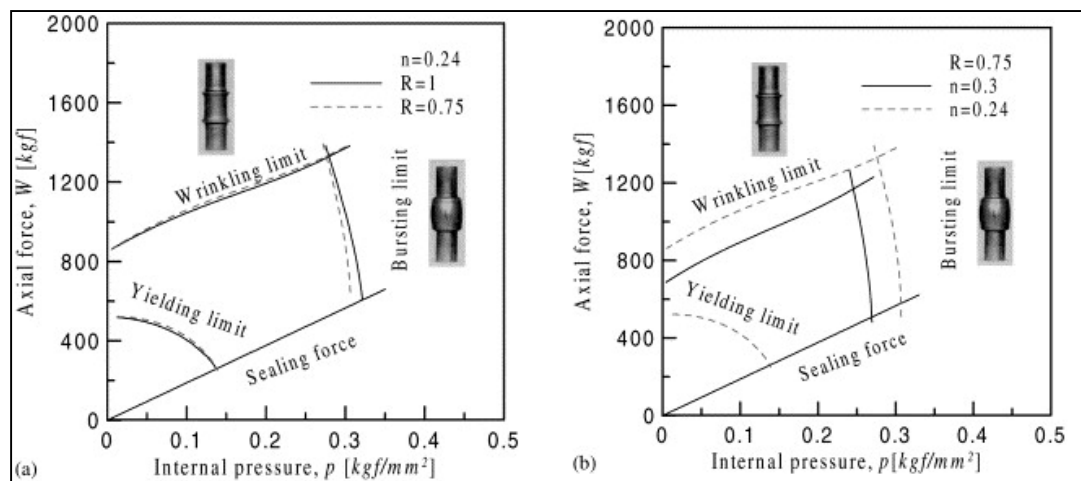 2000
1600
1200
800
400
0
Axial force, W [kgf]
n=0.24
R=1
R=0.75
Wrinkling limit
Bursting limit
Yielding limit
Sealing force
0
0.1
0.2
0.3
0.4
0.5
Internal pressure, p [kgf/mm²]
(a)
2000
1600
1200
800
400
0
Axial force, W[kgf]
R=0.75
n=0.3
n=0.24
Wrinkling limit
Bursting limit
Yielding limit
Sealing force
0
0.1
0.2
0.3
0.4
0.5
Internal pressure, p[kgf/mm²]
(b)